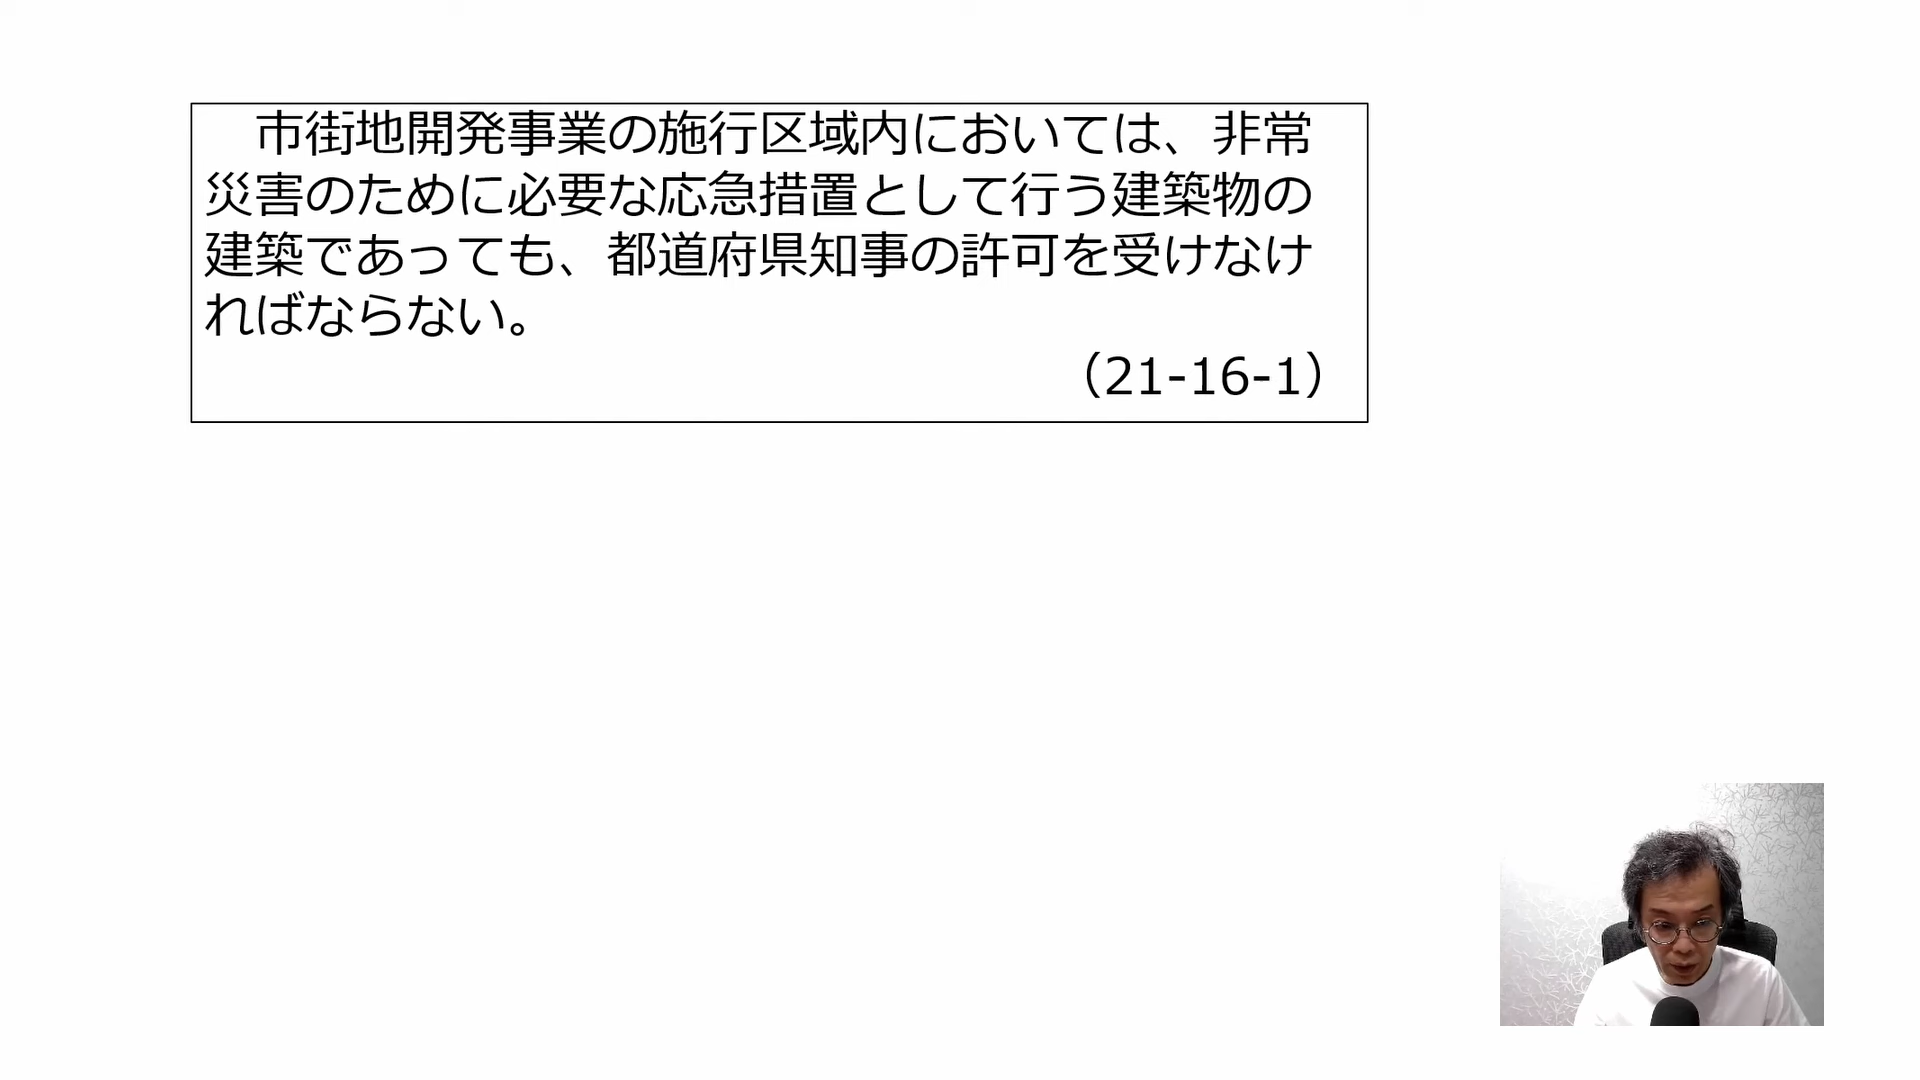 市街地開発事業の施行区域内においては、非常
災害のために必要な応急措置として行う建築物の
建築であっても、都道府県知事の許可を受けなけ
ればならない。
（21-16-1）